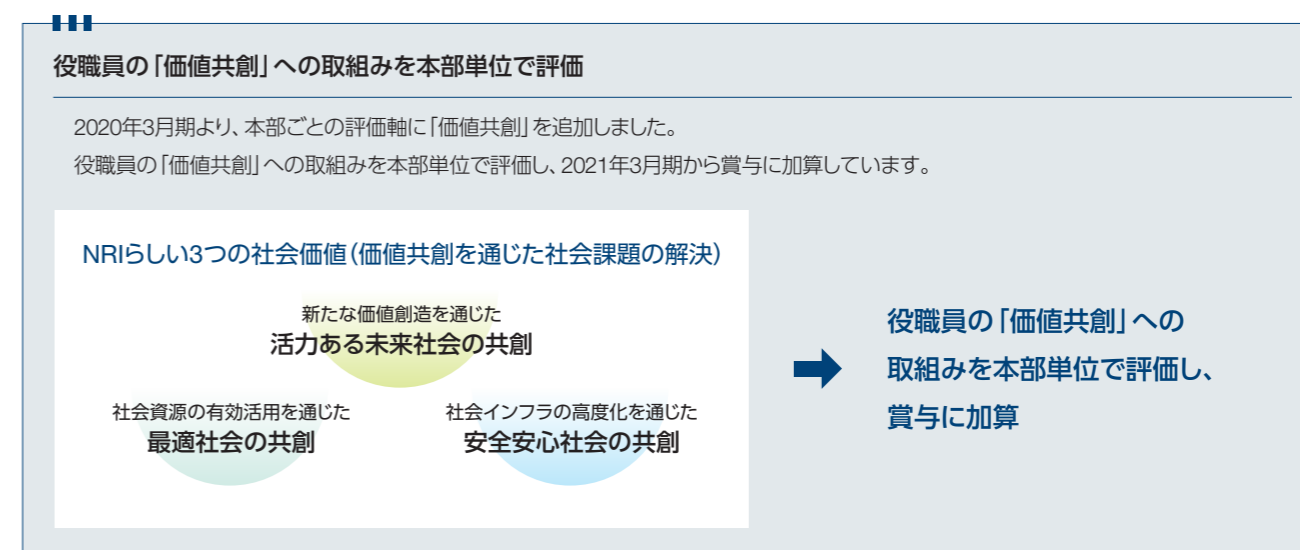 役職員の「価値共創」への取組みを本部単位で評価
2020年3月期より、本部ごとの評価軸に「価値共創」を追加しました。
役職員の「価値共創」への取組みを本部単位で評価し、2021年3月期から賞与に加算しています。
NRIらしい3つの社会価値(価値共創を通じた社会課題の解決)
新たな価値創造を通じた
活力ある未来社会の共創
社会資源の有効活用を通じた
最適社会の共創
社会インフラの高度化を通じた
安全安心社会の共創
役職員の「価値共創」への
取組みを本部単位で評価し、
賞与に加算